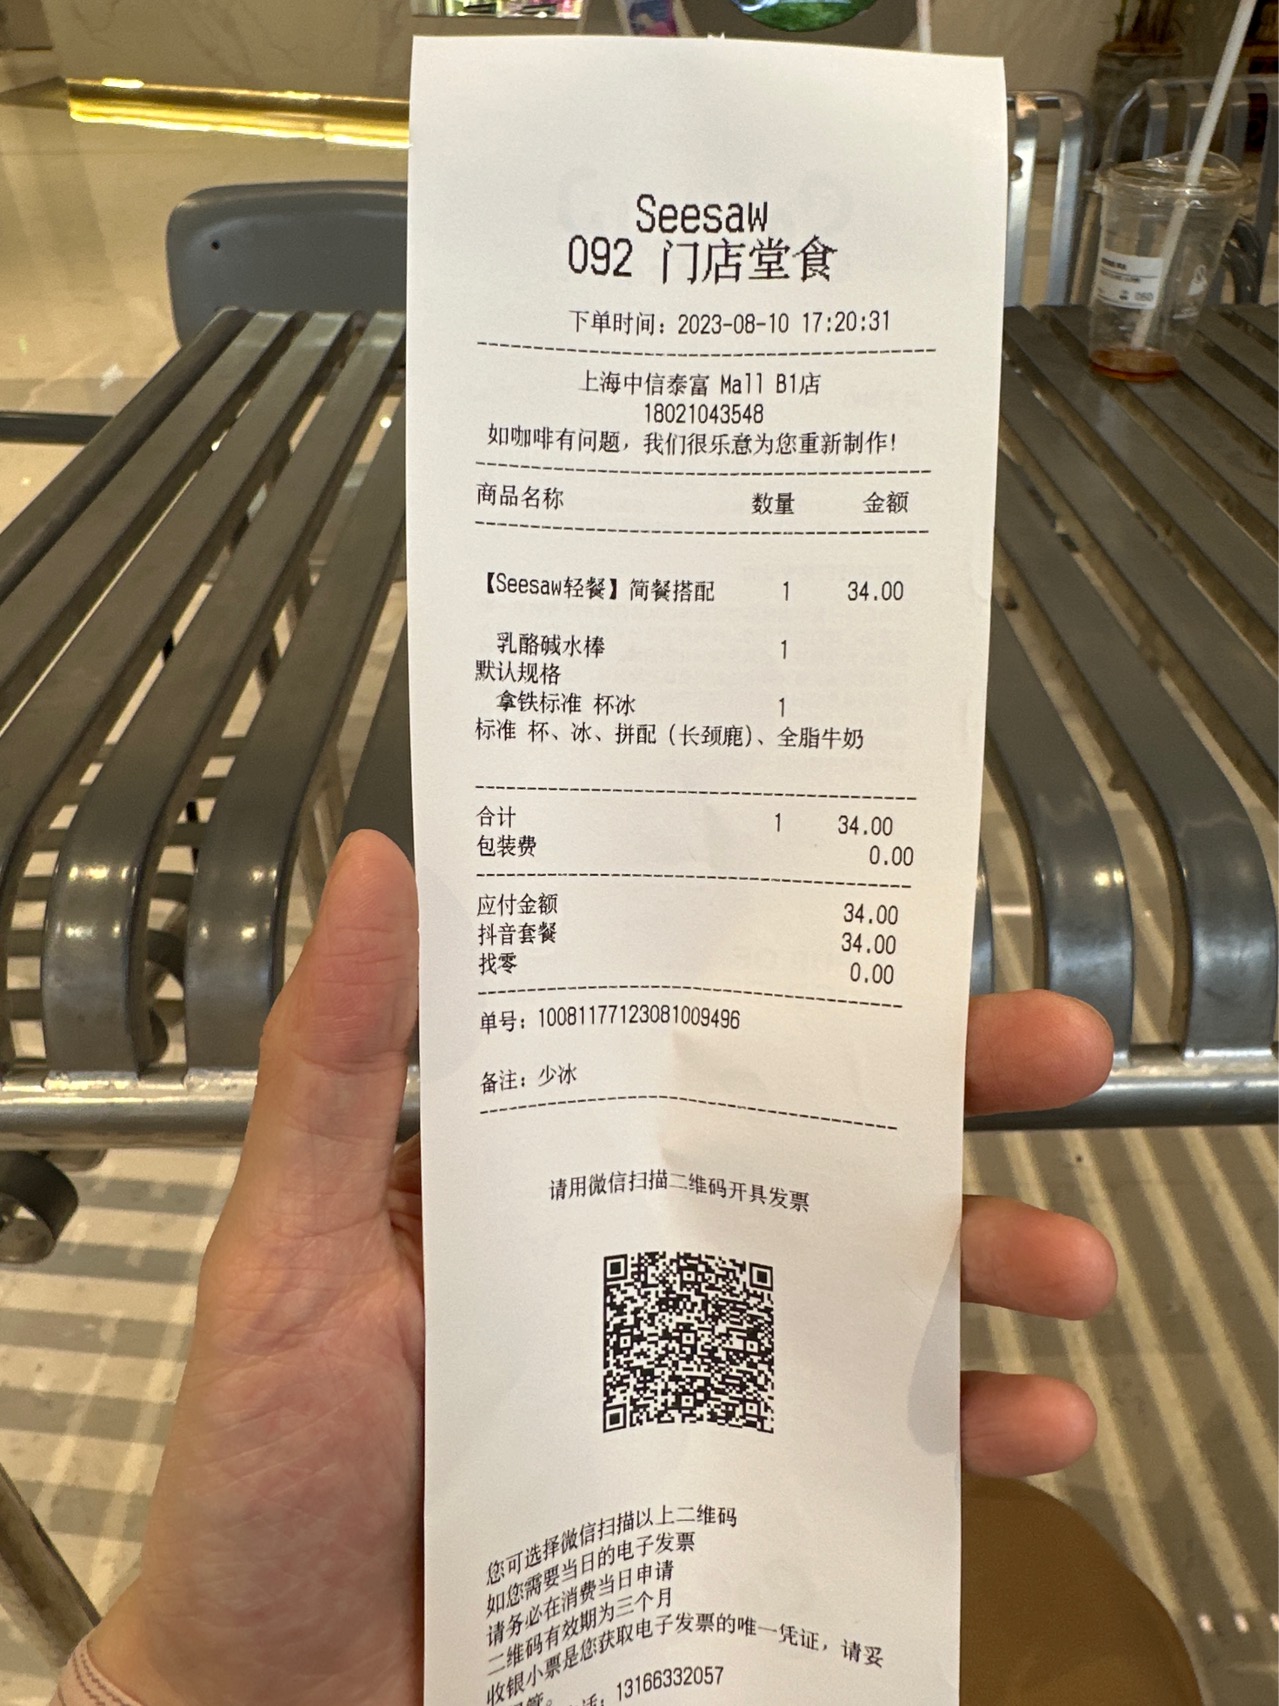 Seesaw
092 门店堂食
下单时间：2023-08-10 17:20:31
上海中信泰富 Mall B1店
18021043548
如咖啡有问题，我们很乐意为您重新制作！
商品名称 数量 金额
【Seesaw轻餐】简餐搭配 1 34.00
乳酪碱水棒 1
默认规格
拿铁标准 杯冰 1
标准 杯、冰、拼配（长颈鹿）、全脂牛奶
合计 1 34.00
包装费 0.00
应付金额 34.00
抖音套餐 34.00
找零 0.00
单号：10081177123081009496
备注：少冰
请用微信扫描二维码开具发票
您可选择微信扫描以上二维码
如您需要当日的电子发票
请务必在消费当日申请
二维码有效期为三个月
收银小票是您获取电子发票的唯一凭证，请妥
：13166332057